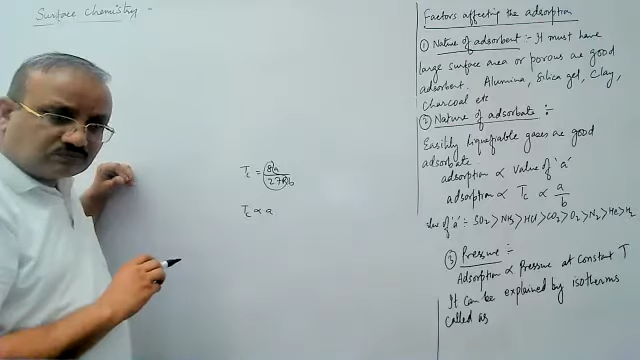 Surface Chemistry -
Tc = 8a
27Rb
Tc ∝ a
Factors affecting the adsorption
① Nature of adsorbent :- It must have
large surface area or porous are good
adsorbent. Alumina, Silica gel, Clay,
Charcoal etc
② Nature of adsorbate :-
Easihly liquefiable gases are good
adsorbate.
adsorption ∝ value of 'a'
adsorption ∝ Tc ∝ a/b
of 'a' :- SO2 > NH3 > HCl > CO2 > O2 > N2 > He > H2
③ Pressure :-
Adsorption ∝ Pressure at Constant T
It can be explained by isotherms
called as